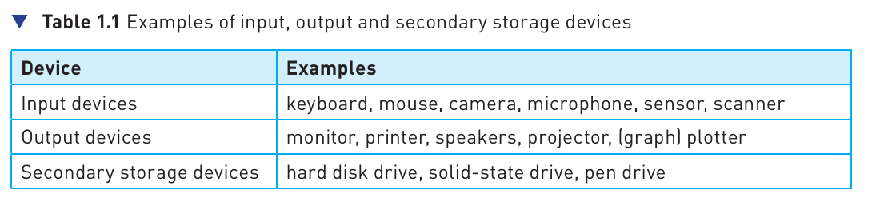 ▼ Table 1.1 Examples of input, output and secondary storage devices
Device Examples
Input devices keyboard, mouse, camera, microphone, sensor, scanner
Output devices monitor, printer, speakers, projector, (graph) plotter
Secondary storage devices hard disk drive, solid-state drive, pen drive